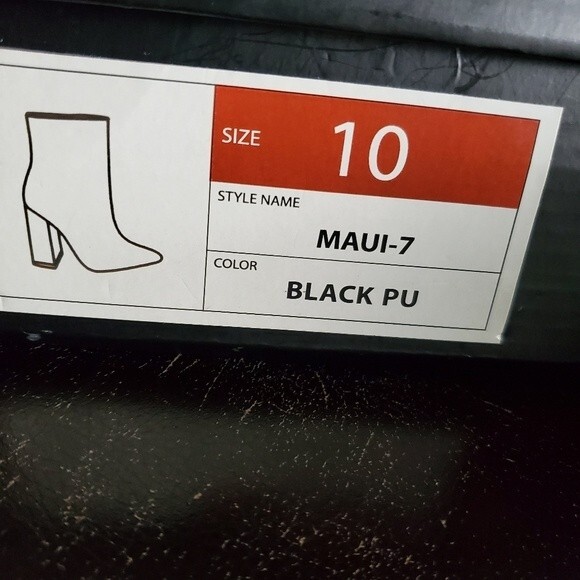 SIZE 10
STYLE NAME
MAUI-7
COLOR
BLACK PU